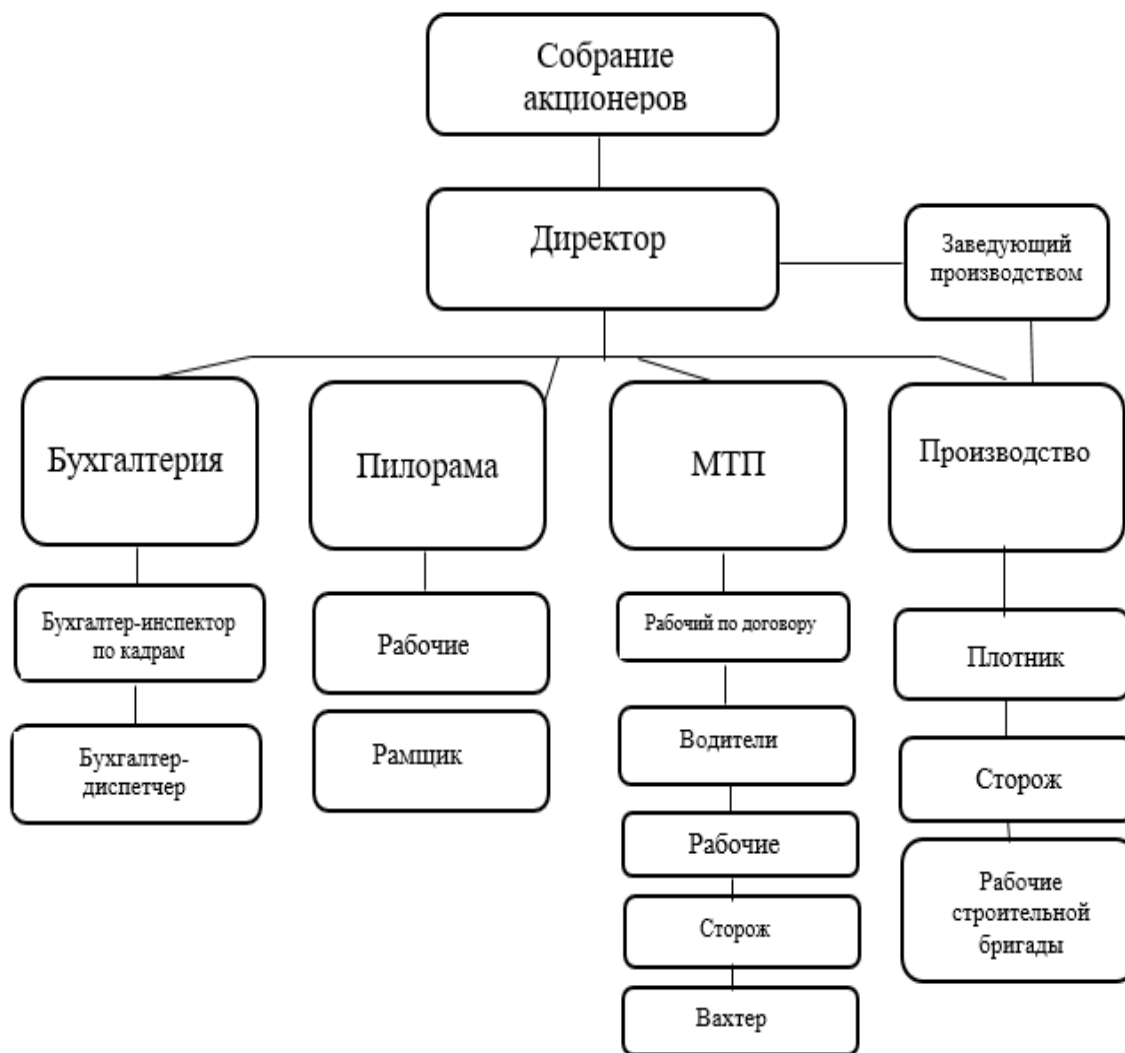 Собрание
акционеров
Директор
Заведующий
производством
Бухгалтерия
Пилорама
МТП
Производство
Бухгалтер-инспектор
по кадрам
Рабочие
Рабочий по договору
Плотник
Бухгалтер-
диспетчер
Рамщик
Водители
Сторож
Рабочие
Рабочие
строительной
бригады
Сторож
Вахтер